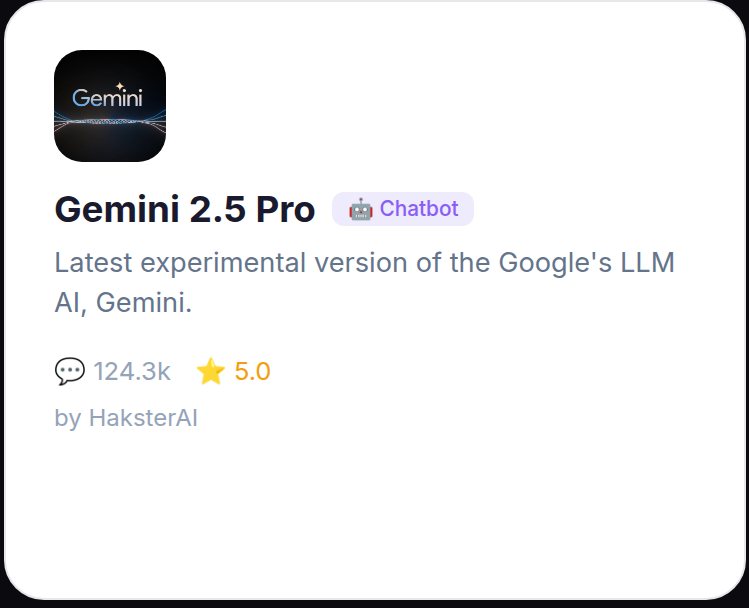 Gemini
Gemini 2.5 Pro 🤖 Chatbot
Latest experimental version of the Google's LLM
AI, Gemini.
💬 124.3k ⭐ 5.0
by HaksterAI